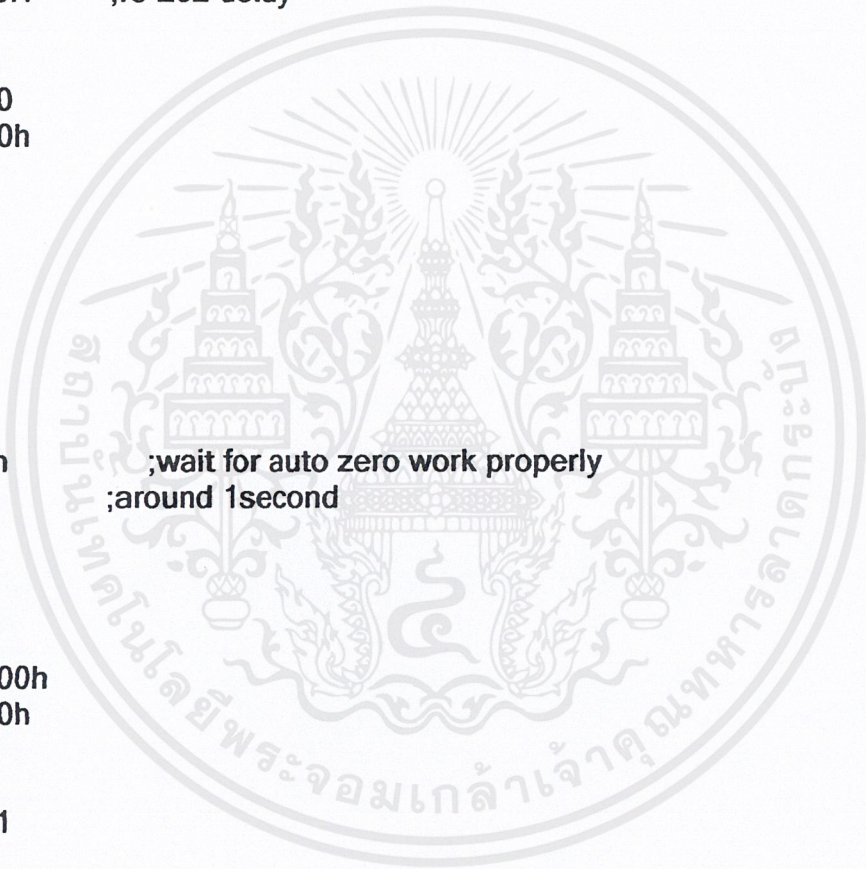 0
0h
;wait for auto zero work properly
;around 1second
00h
0h
1
สถาบันเทคโนโลยีพระจอมเกล้าเจ้าคุณทหารลาดกระบัง